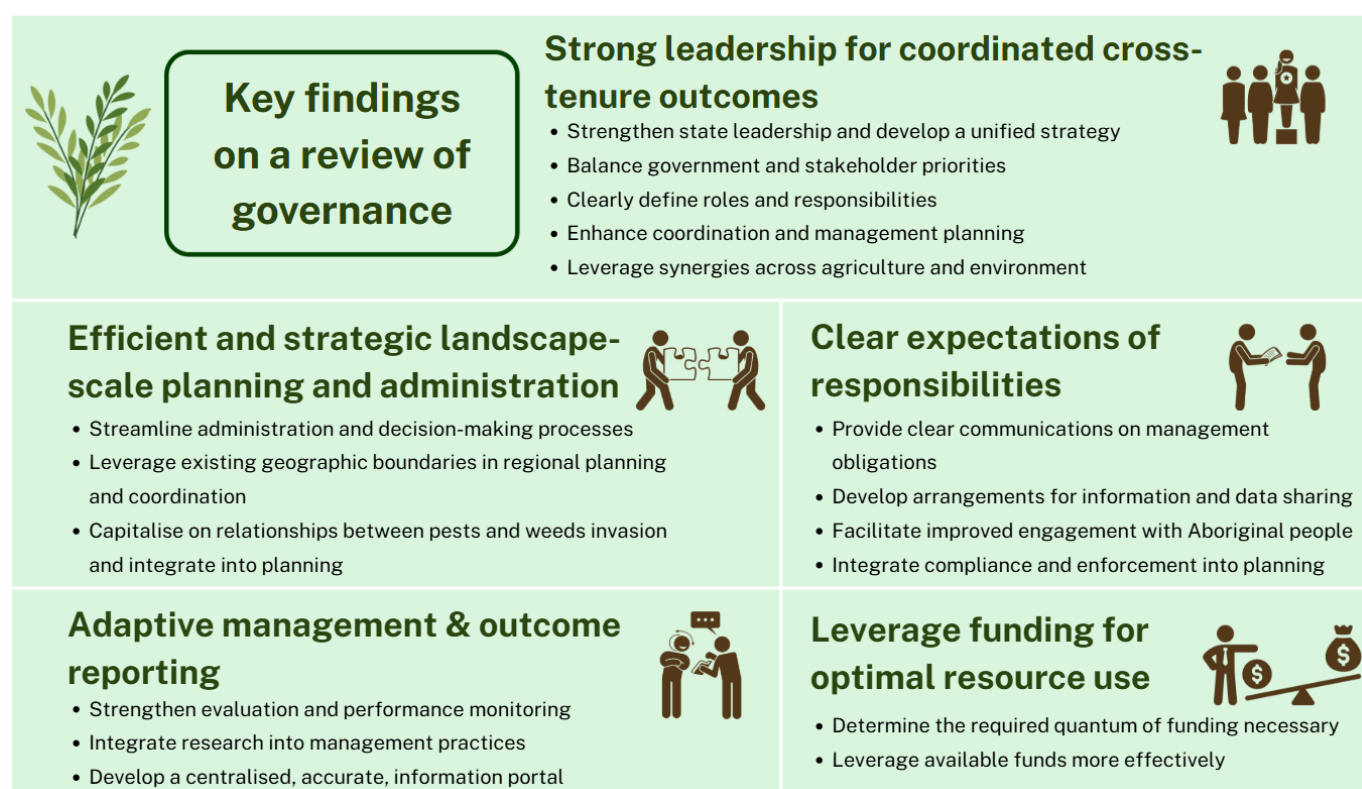 Key findings
on a review of
governance
Strong leadership for coordinated cross-
tenure outcomes
• Strengthen state leadership and develop a unified strategy
• Balance government and stakeholder priorities
• Clearly define roles and responsibilities
• Enhance coordination and management planning
• Leverage synergies across agriculture and environment
Efficient and strategic landscape-
scale planning and administration
• Streamline administration and decision-making processes
• Leverage existing geographic boundaries in regional planning
and coordination
• Capitalise on relationships between pests and weeds invasion
and integrate into planning
Clear expectations of
responsibilities
• Provide clear communications on management
obligations
• Develop arrangements for information and data sharing
• Facilitate improved engagement with Aboriginal people
• Integrate compliance and enforcement into planning
Adaptive management & outcome
reporting
• Strengthen evaluation and performance monitoring
• Integrate research into management practices
• Develop a centralised, accurate, information portal
Leverage funding for
optimal resource use
$
$
• Determine the required quantum of funding necessary
• Leverage available funds more effectively